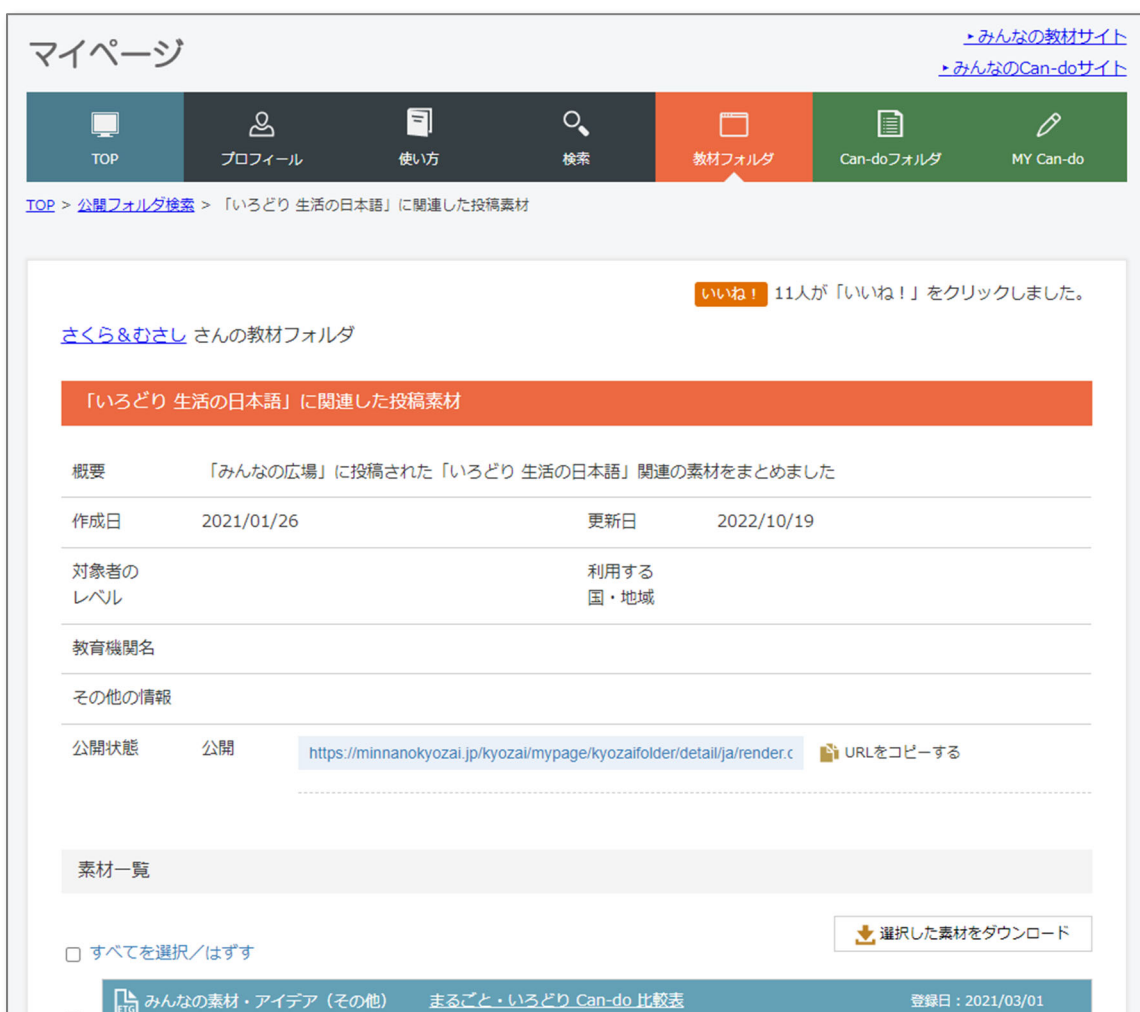 マイページ
▸みんなの教材サイト
▸みんなのCan-doサイト
TOP プロフィール 使い方 検索 教材フォルダ Can-doフォルダ MY Can-do
TOP > 公開フォルダ検索 > 「いろどり 生活の日本語」に関連した投稿素材
いいね！ 11人が「いいね！」をクリックしました。
さくら＆むさし さんの教材フォルダ
「いろどり 生活の日本語」に関連した投稿素材
概要 「みんなの広場」に投稿された「いろどり 生活の日本語」関連の素材をまとめました
作成日 2021/01/26 更新日 2022/10/19
対象者の 利用する
レベル 国・地域
教育機関名
その他の情報
公開状態 公開 https://minnanokyozai.jp/kyozai/mypage/kyozaifolder/detail/ja/render.c URLをコピーする
素材一覧
選択した素材をダウンロード
すべてを選択／はずす
ETG みんなの素材・アイデア（その他） まるごと・いろどり Can-do 比較表 登録日：2021/03/01